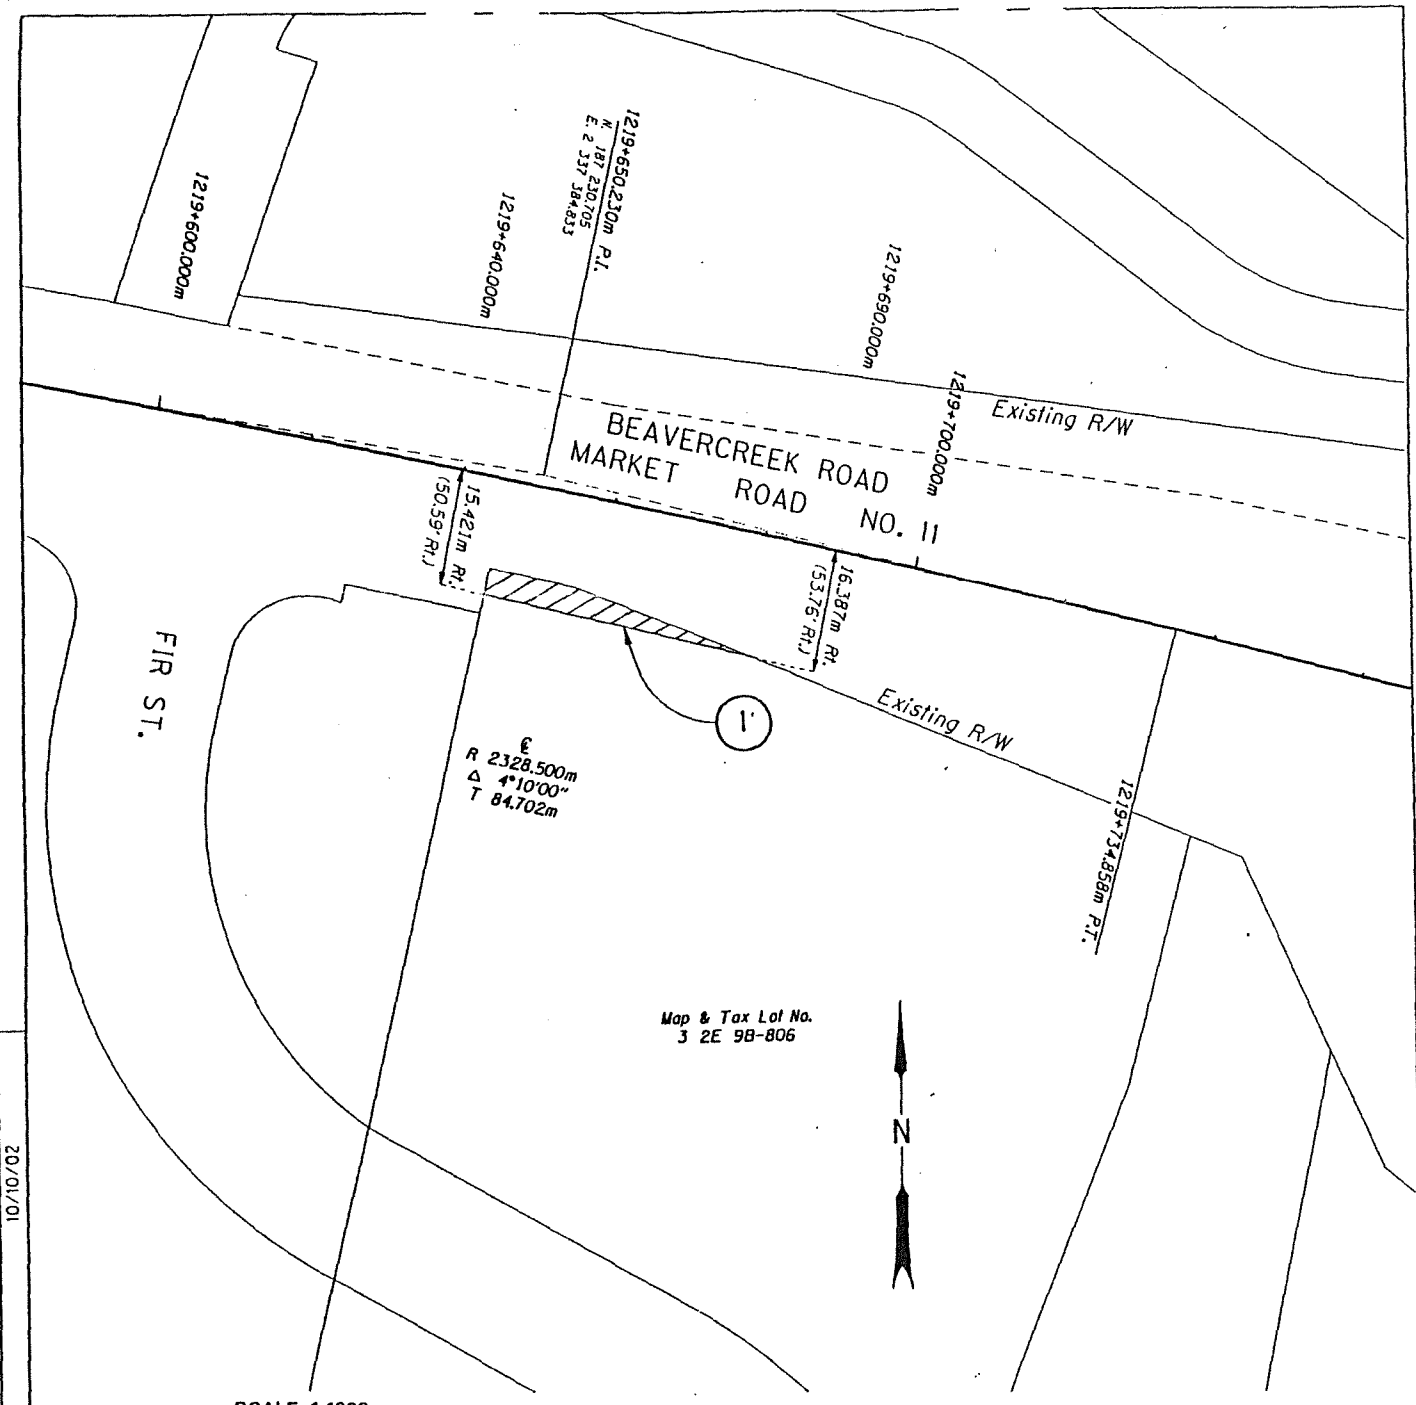 1219+600.000m
1219+640.000m
1219+650.230m P.I.
N. 187 230.705
E. 2 337 384.833
1219+690.000m
1219+700.000m
Existing R/W
BEAVERCREEK ROAD
MARKET ROAD NO. 11
15.421m Rt.
(50.59' Rt.)
16.387m Rt.
(53.76' Rt.)
FIR ST.
1
Existing R/W
℄
R 2328.500m
Δ 4°10'00"
T 84.702m
1219+734.858m P.T.
Map & Tax Lot No.
3 2E 9B-806
N
10/10/02